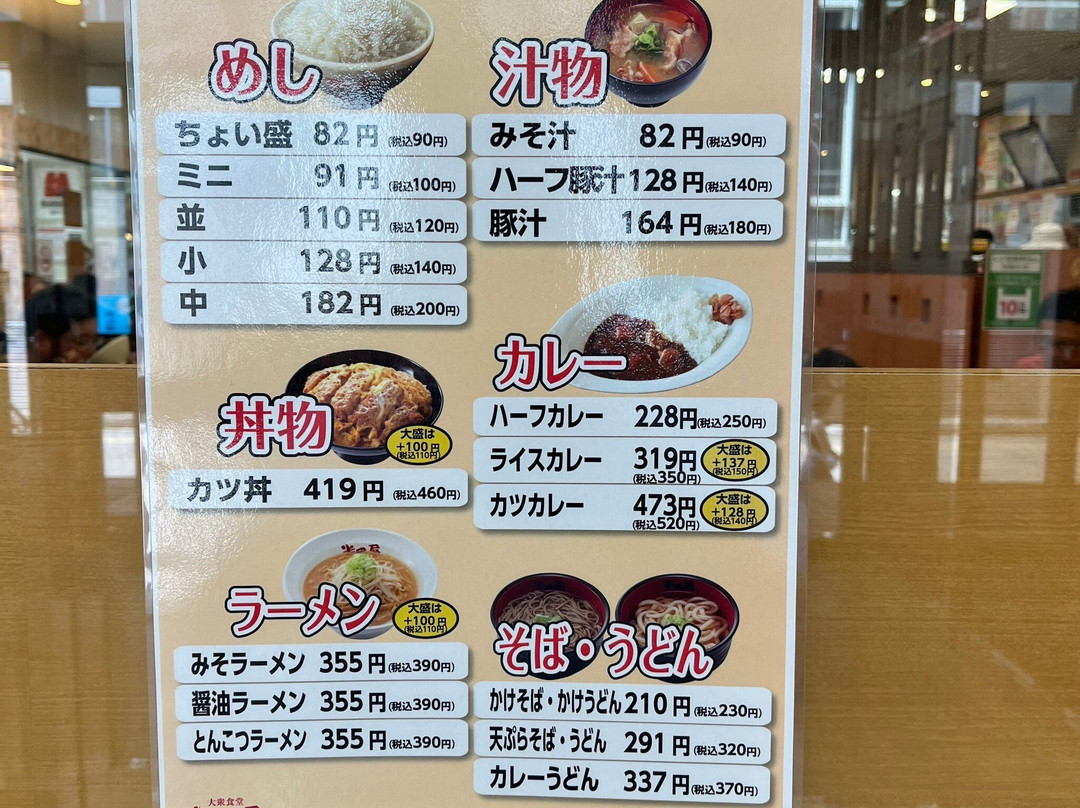 めし
ちょい盛 82円 (税込90円)
ミニ 91円 (税込100円)
並 110円 (税込120円)
小 128円 (税込140円)
中 182円 (税込200円)
汁物
みそ汁 82円 (税込90円)
ハーフ豚汁 128円 (税込140円)
豚汁 164円 (税込180円)
丼物
大盛は
+100円
(税込110円)
カツ丼 419円 (税込460円)
カレー
ハーフカレー 228円 (税込250円)
ライスカレー 319円
(税込350円)
大盛は
+137円
(税込150円)
カツカレー 473円
(税込520円)
大盛は
+128円
(税込140円)
ラーメン
大盛は
+100円
(税込110円)
みそラーメン 355円 (税込390円)
醤油ラーメン 355円 (税込390円)
とんこつラーメン 355円 (税込390円)
そば・うどん
かけそば・かけうどん 210円 (税込230円)
天ぷらそば・うどん 291円 (税込320円)
カレーうどん 337円 (税込370円)
大衆食堂